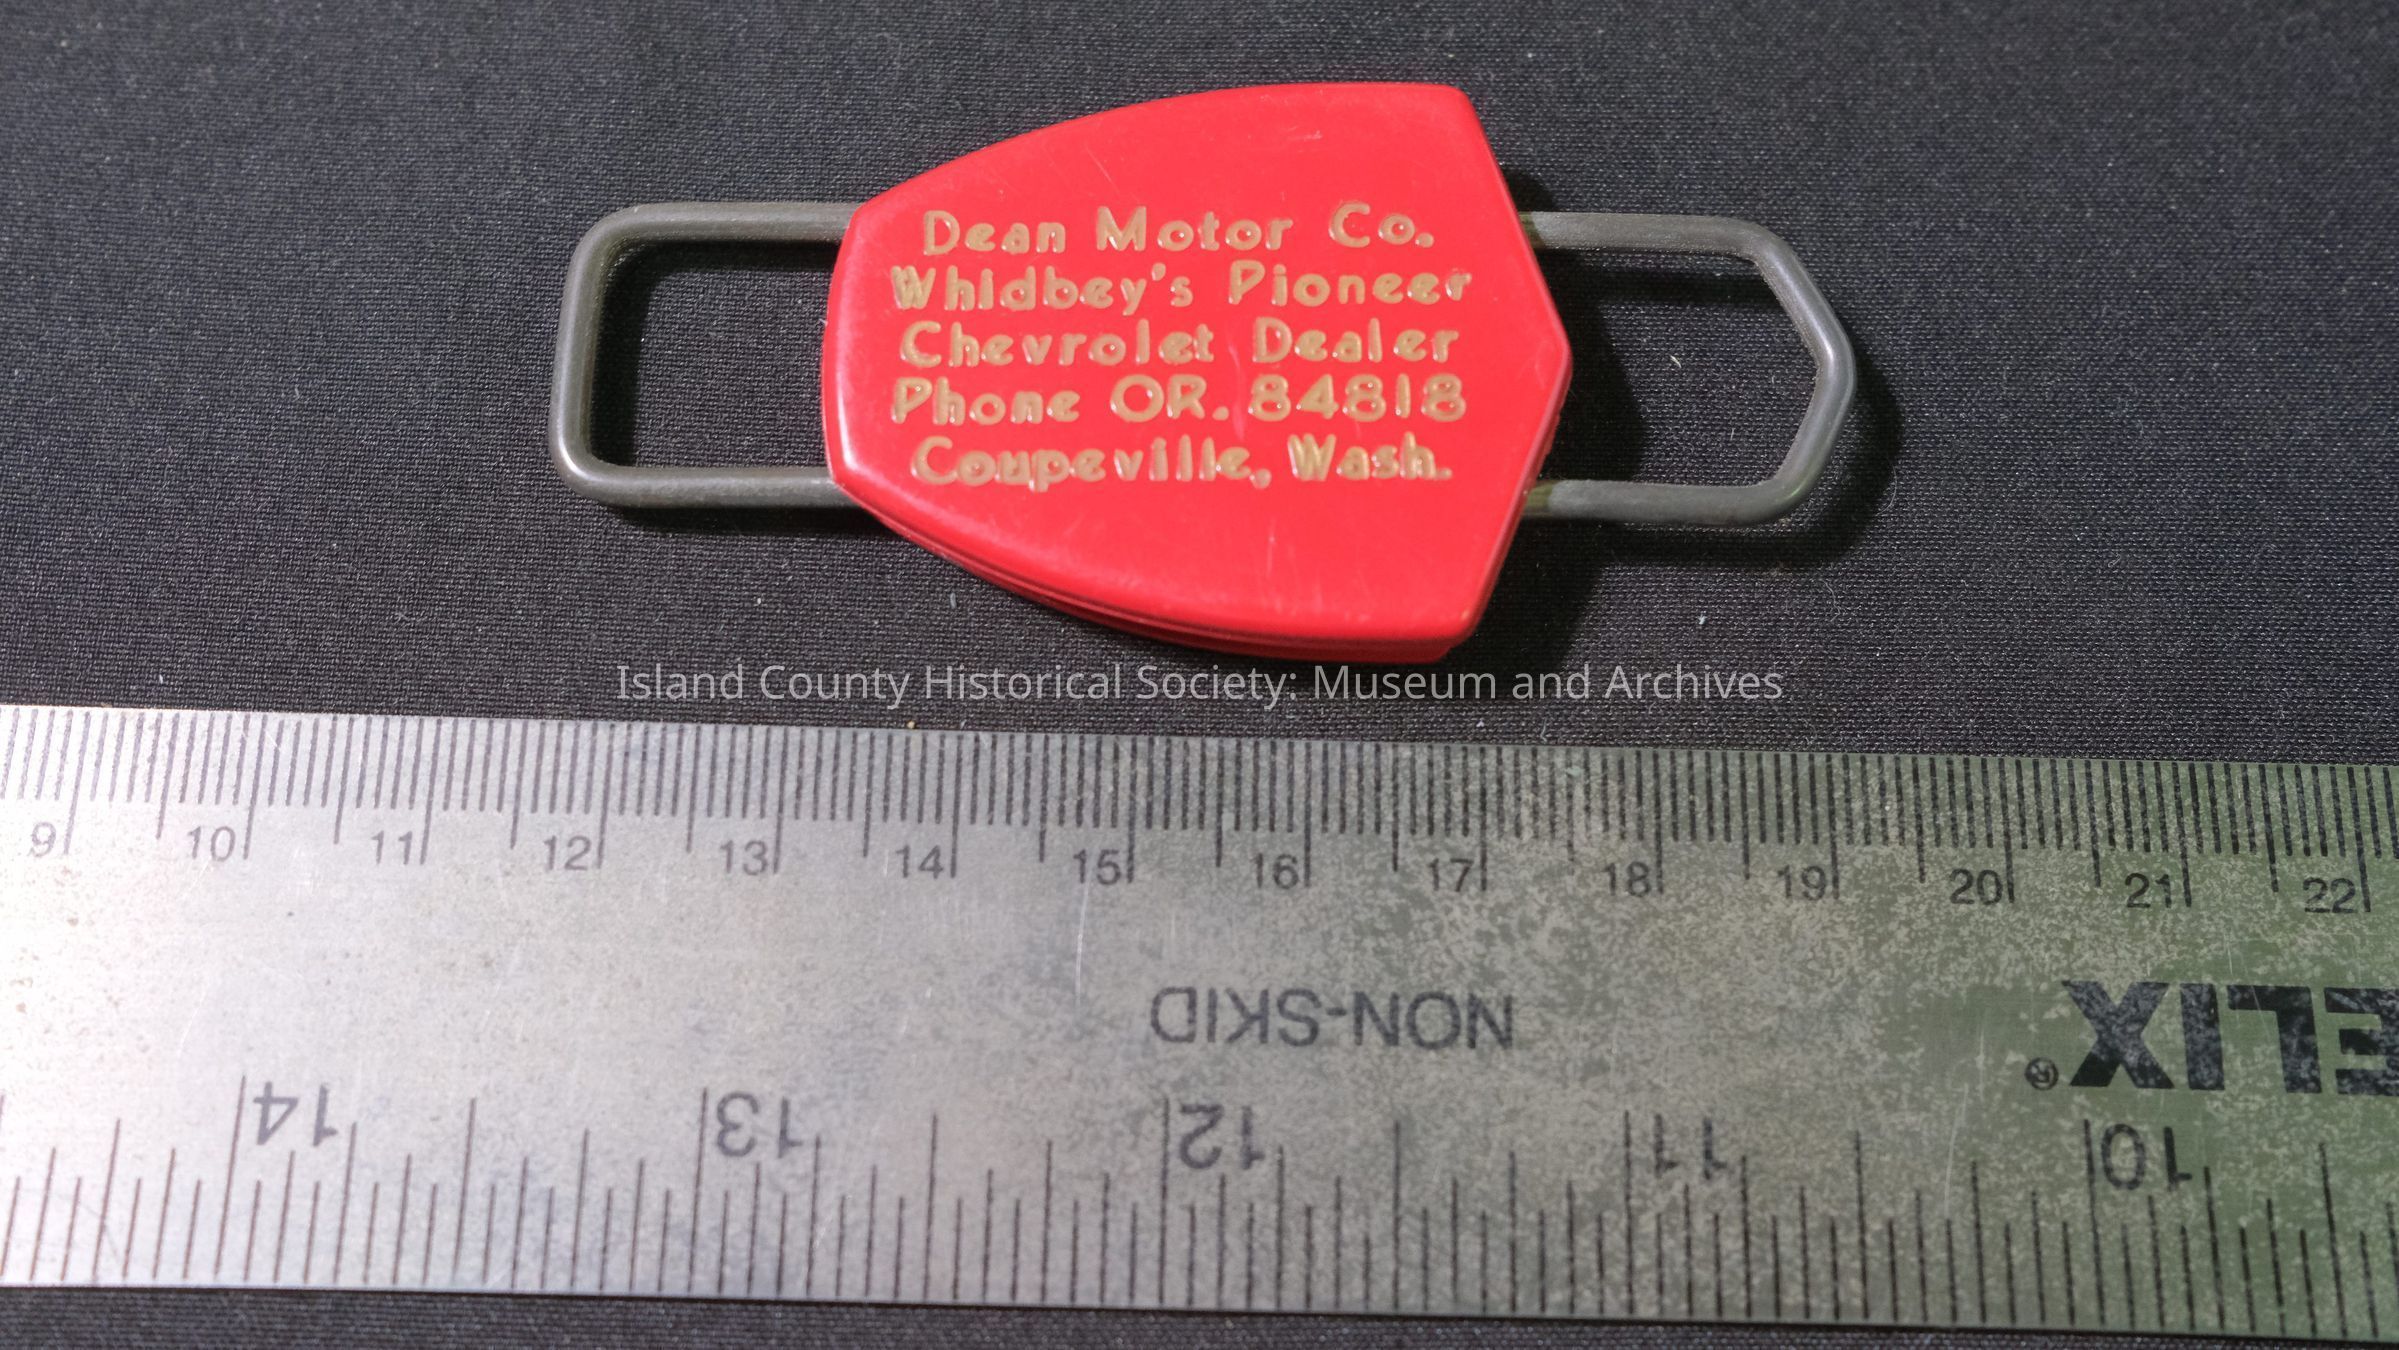 Dean Motor Co.
Whidbey's Pioneer
Chevrolet Dealer
Phone OR. 84818
Coupeville, Wash.
Island County Historical Society: Museum and Archives
9 10 11 12 13 14 15 16 17 18 19 20 21 22
NON-SKID
ELIX®
14 13 12 11 10